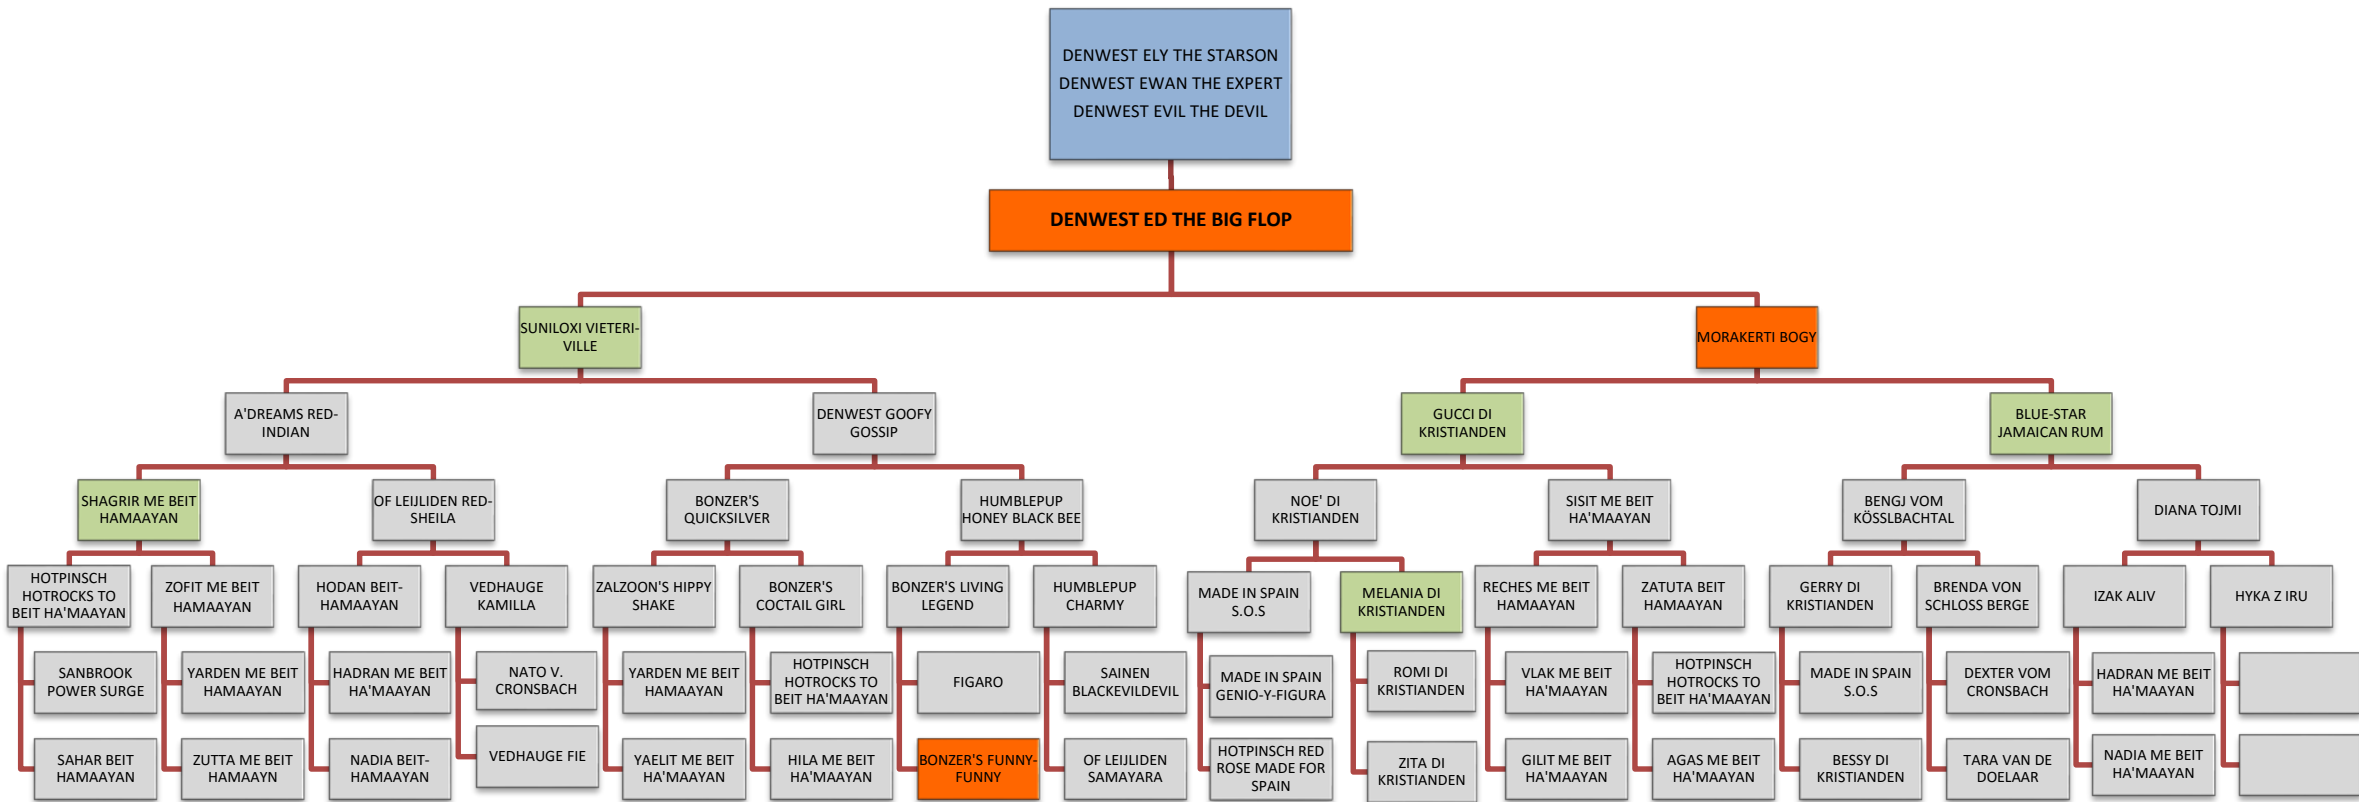 DENWEST ELY THE STARSON
DENWEST EWAN THE EXPERT
DENWEST EVIL THE DEVIL
DENWEST ED THE BIG FLOP
SUNILOXI VIETERI-
VILLE
MORAKERTI BOGY
A'DREAMS RED-
INDIAN
DENWEST GOOFY
GOSSIP
GUCCI DI
KRISTIANDEN
BLUE-STAR
JAMAICAN RUM
SHAGRIR ME BEIT
HAMAAYAN
OF LEIJLIDEN RED-
SHEILA
BONZER'S
QUICKSILVER
HUMBLEPUP
HONEY BLACK BEE
NOE' DI
KRISTIANDEN
SISIT ME BEIT
HA'MAAYAN
BENGJ VOM
KÖSSLBACHTAL
DIANA TOJMI
HOTPINSCH
HOTROCKS TO
BEIT HA'MAAYAN
ZOFIT ME BEIT
HAMAAYAN
HODAN BEIT-
HAMAAYAN
VEDHAUGE
KAMILLA
ZALZOON'S HIPPY
SHAKE
BONZER'S
COCTAIL GIRL
BONZER'S LIVING
LEGEND
HUMBLEPUP
CHARMY
MADE IN SPAIN
S.O.S
MELANIA DI
KRISTIANDEN
RECHES ME BEIT
HAMAAYAN
ZATUTA BEIT
HAMAAYAN
GERRY DI
KRISTIANDEN
BRENDA VON
SCHLOSS BERGE
IZAK ALIV
HYKA Z IRU
SANBROOK
POWER SURGE
YARDEN ME BEIT
HAMAAYAN
HADRAN ME BEIT
HA'MAAYAN
NATO V.
CRONSBACH
YARDEN ME BEIT
HAMAAYAN
HOTPINSCH
HOTROCKS TO
BEIT HA'MAAYAN
FIGARO
SAINEN
BLACKEVILDEVIL
MADE IN SPAIN
GENIO-Y-FIGURA
ROMI DI
KRISTIANDEN
VLAK ME BEIT
HA'MAAYAN
HOTPINSCH
HOTROCKS TO
BEIT HA'MAAYAN
MADE IN SPAIN
S.O.S
DEXTER VOM
CRONSBACH
HADRAN ME BEIT
HA'MAAYAN
SAHAR BEIT
HAMAAYAN
ZUTTA ME BEIT
HAMAAYN
NADIA BEIT-
HAMAAYAN
VEDHAUGE FIE
YAELIT ME BEIT
HA'MAAYAN
HILA ME BEIT
HA'MAAYAN
BONZER'S FUNNY-
FUNNY
OF LEIJLIDEN
SAMAYARA
HOTPINSCH RED
ROSE MADE FOR
SPAIN
ZITA DI
KRISTIANDEN
GILIT ME BEIT
HA'MAAYAN
AGAS ME BEIT
HA'MAAYAN
BESSY DI
KRISTIANDEN
TARA VAN DE
DOELAAR
NADIA ME BEIT
HA'MAAYAN